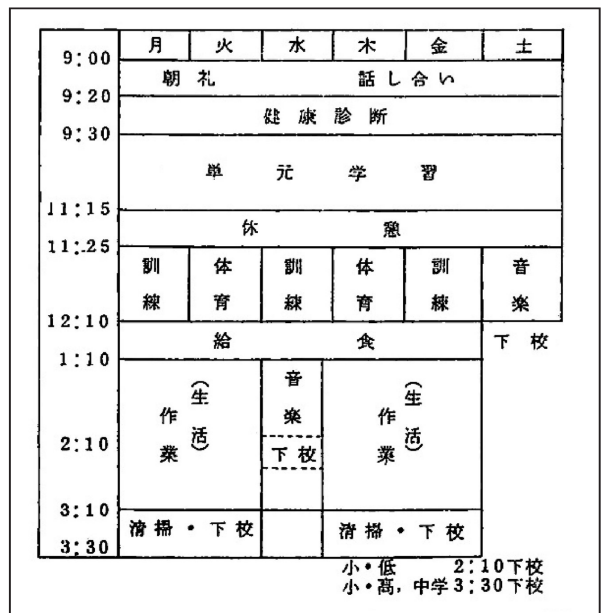 月 火 水 木 金 土
9:00
朝礼 話し合い
9:20
健康診断
9:30
単元学習
11:15
休憩
11:25
訓練 体育 訓練 体育 訓練 音楽
12:10
給食 下校
1:10
作業(生活) 音楽 作業(生活)
2:10
下校
3:10
清掃・下校 清掃・下校
3:30
小・低 2:10下校
小・高,中学3:30下校